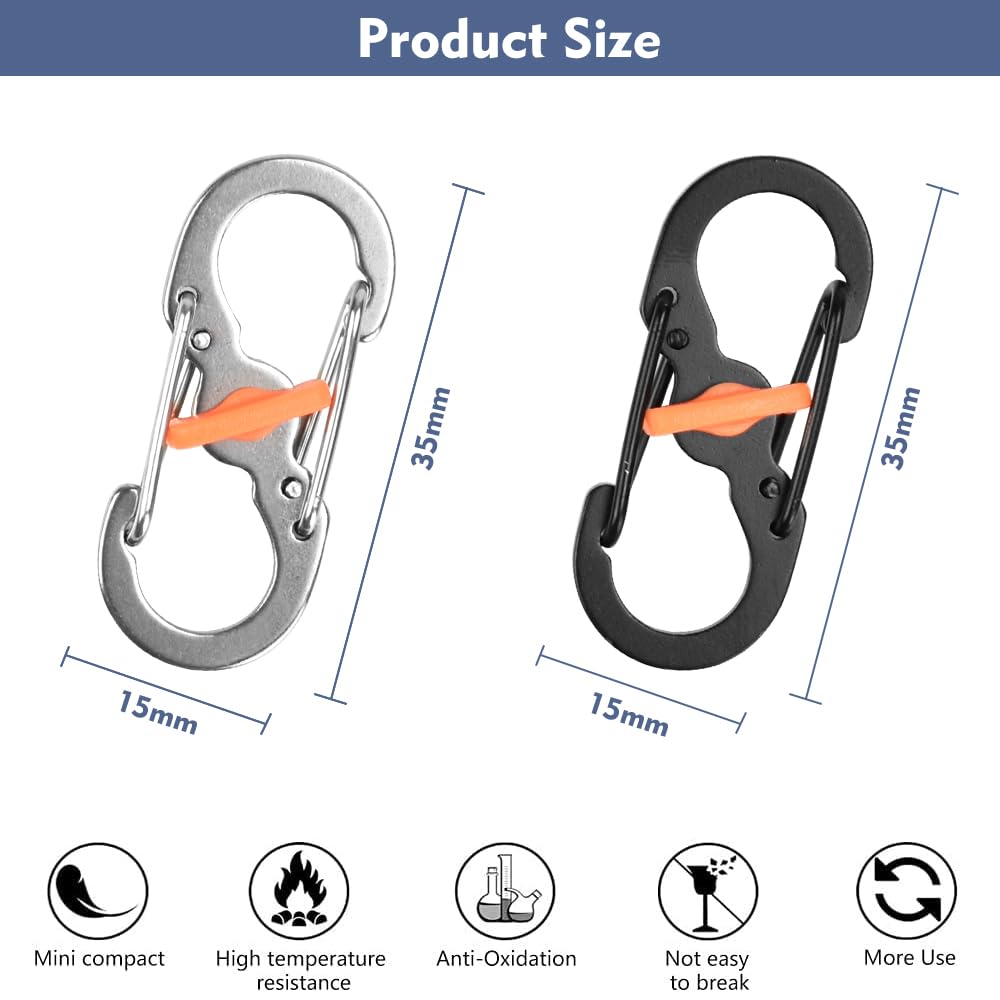 Product Size
35mm
35mm
15mm
15mm
Mini compact
High temperature
resistance
Anti-Oxidation
Not easy
to break
More Use